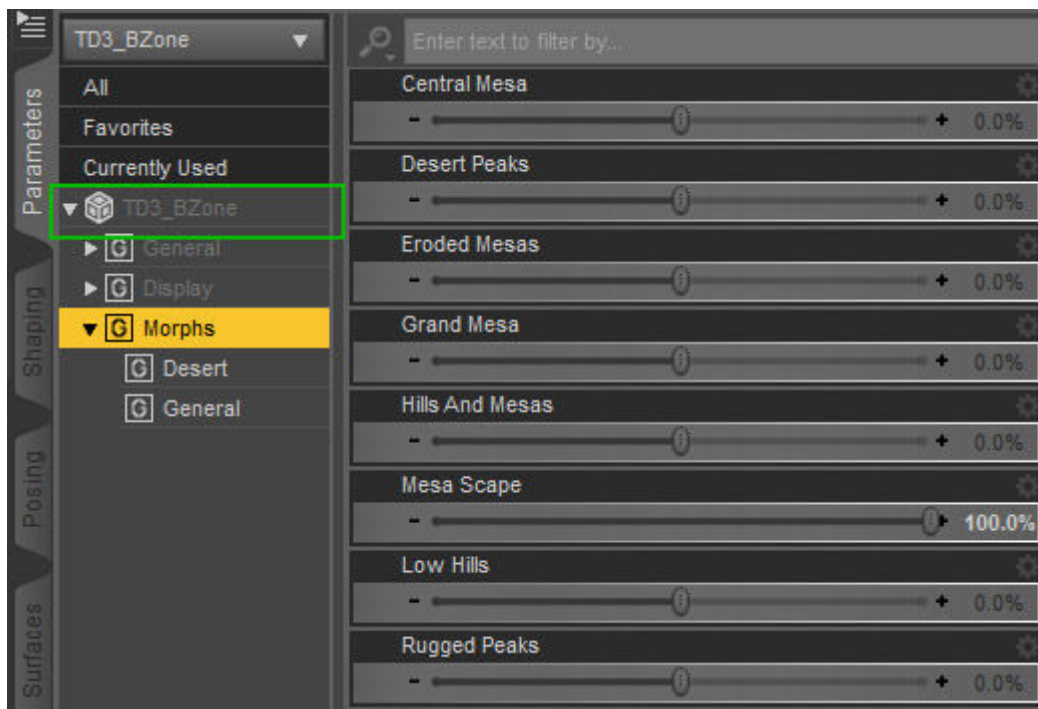 TD3_BZone
Enter text to filter by...
Parameters
Shaping
Posing
Surfaces
All
Favorites
Currently Used
TD3_BZone
G General
G Display
G Morphs
G Desert
G General
Central Mesa
- + 0.0%
Desert Peaks
- + 0.0%
Eroded Mesas
- + 0.0%
Grand Mesa
- + 0.0%
Hills And Mesas
- + 0.0%
Mesa Scape
- + 100.0%
Low Hills
- + 0.0%
Rugged Peaks
- + 0.0%